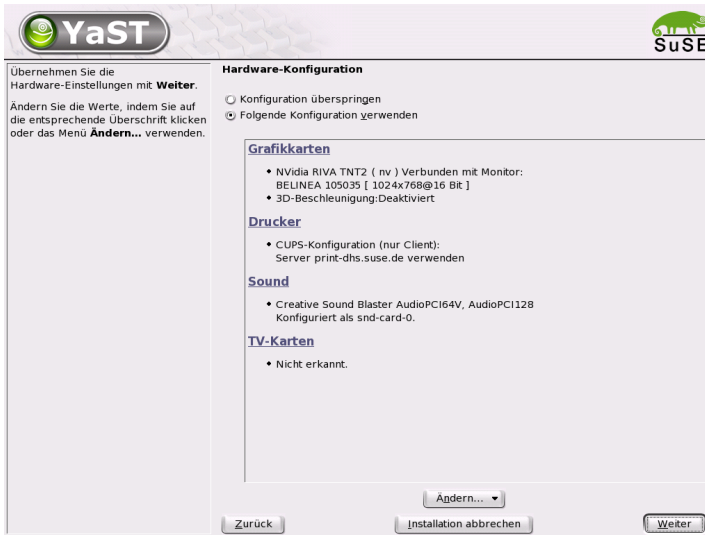 YaST
SuSE
Übernehmen Sie die
Hardware-Einstellungen mit Weiter.
Ändern Sie die Werte, indem Sie auf
die entsprechende Überschrift klicken
oder das Menü Ändern... verwenden.
Hardware-Konfiguration
Konfiguration überspringen
Folgende Konfiguration verwenden
Grafikkarten
NVidia RIVA TNT2 ( nv ) Verbunden mit Monitor:
BELINEA 105035 [ 1024x768@16 Bit ]
3D-Beschleunigung:Deaktiviert
Drucker
CUPS-Konfiguration (nur Client):
Server print-dhs.suse.de verwenden
Sound
Creative Sound Blaster AudioPCI64V, AudioPCI128
Konfiguriert als snd-card-0.
TV-Karten
Nicht erkannt.
Ändern...
Zurück
Installation abbrechen
Weiter